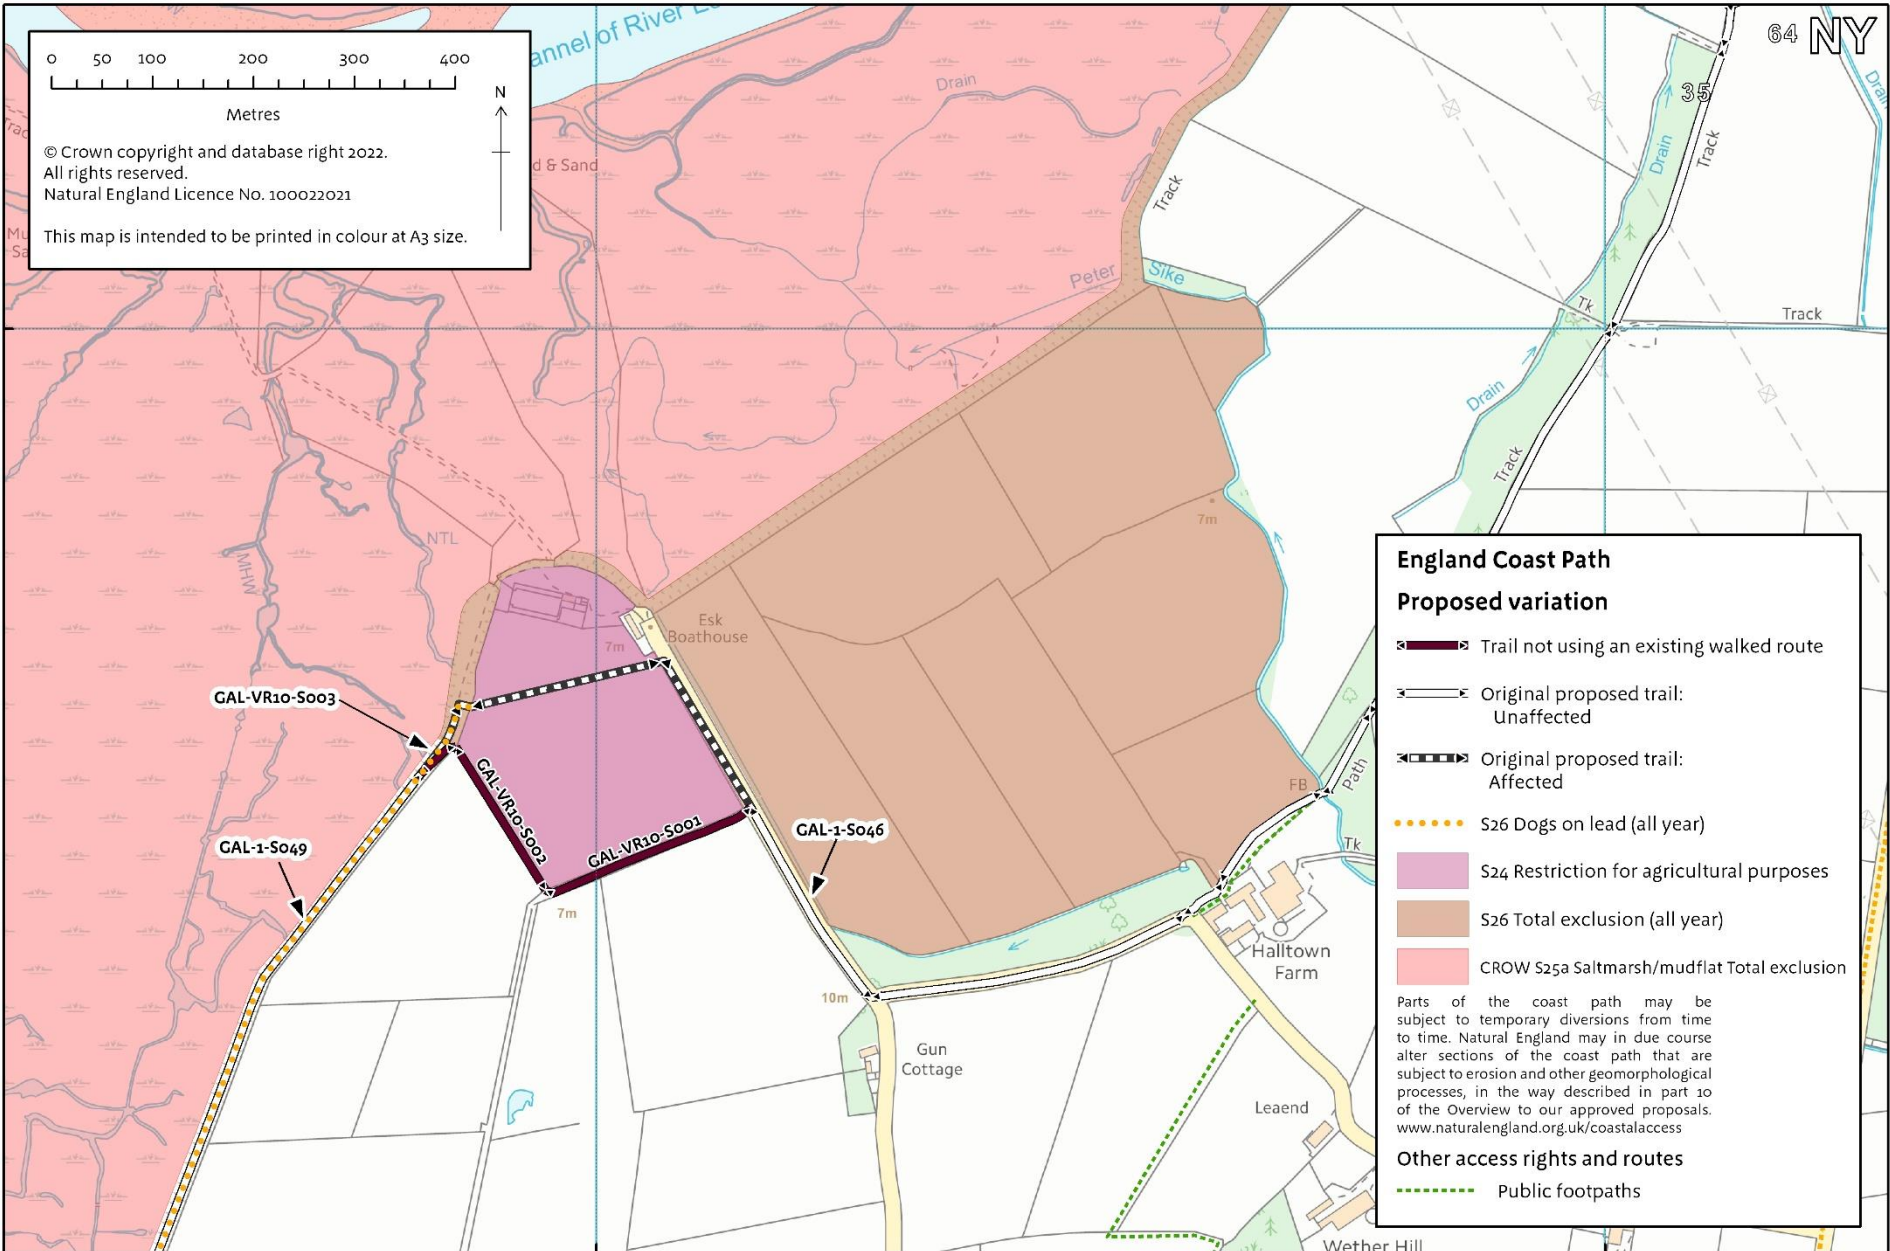 annel of River
64 NY
35
0 50 100 200 300 400
Metres
N
© Crown copyright and database right 2022.
All rights reserved.
Natural England Licence No. 100022021
This map is intended to be printed in colour at A3 size.
d & Sand
Drain
Drain
Drain
Track
Track
Peter
Sike
Tk
Track
Drain
Track
NTL
MHW
7m
Esk
Boathouse
7m
GAL-VR10-S003
GAL-VR10-S002
GAL-VR10-S001
GAL-1-S046
GAL-1-S049
7m
FB
Path
Tk
Halltown
Farm
10m
Gun
Cottage
Leaend
Wether Hill
England Coast Path
Proposed variation
Trail not using an existing walked route
Original proposed trail:
Unaffected
Original proposed trail:
Affected
S26 Dogs on lead (all year)
S24 Restriction for agricultural purposes
S26 Total exclusion (all year)
CROW S25a Saltmarsh/mudflat Total exclusion
Parts of the coast path may be
subject to temporary diversions from time
to time. Natural England may in due course
alter sections of the coast path that are
subject to erosion and other geomorphological
processes, in the way described in part 10
of the Overview to our approved proposals.
www.naturalengland.org.uk/coastalaccess
Other access rights and routes
Public footpaths